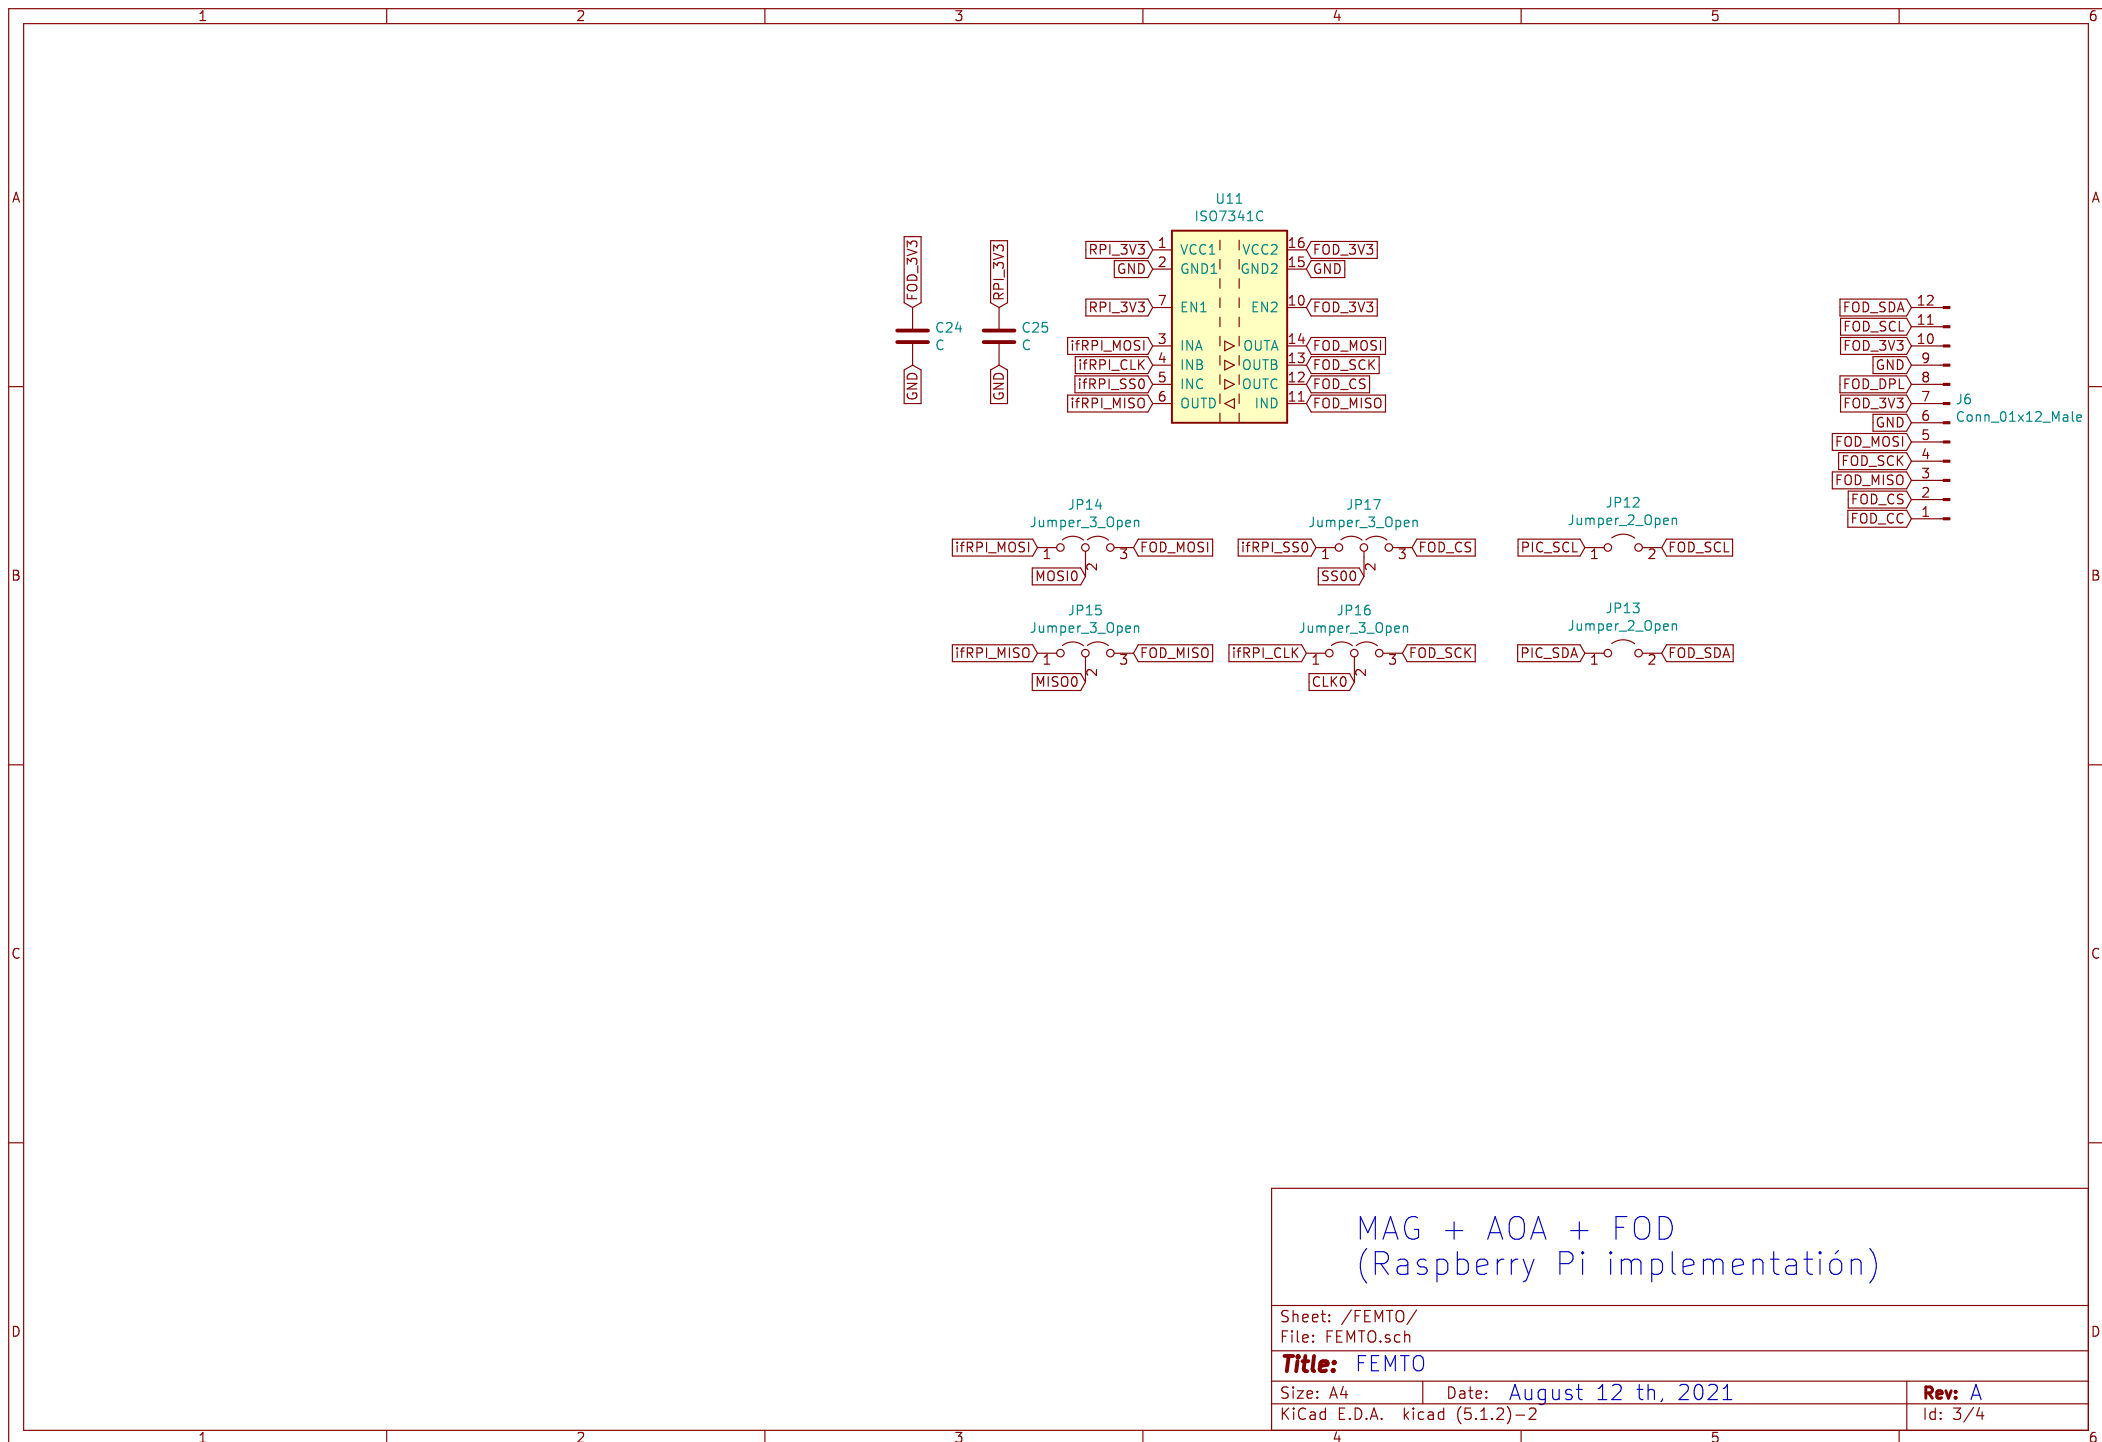 1 2 3 4 5 6
A A
B B
C C
D D
1 2 3 4 5 6
U11
ISO7341C
RPI_3V3 1 VCC1 VCC2 16 FOD_3V3
GND 2 GND1 GND2 15 GND
RPI_3V3 7 EN1 EN2 10 FOD_3V3
ifRPI_MOSI 3 INA OUTA 14 FOD_MOSI
ifRPI_CLK 4 INB OUTB 13 FOD_SCK
ifRPI_SS0 5 INC OUTC 12 FOD_CS
ifRPI_MISO 6 OUTD IND 11 FOD_MISO
FOD_3V3
C24
C
GND
RPI_3V3
C25
C
GND
FOD_SDA 12
FOD_SCL 11
FOD_3V3 10
GND 9
FOD_DPL 8
FOD_3V3 7
GND 6
FOD_MOSI 5
FOD_SCK 4
FOD_MISO 3
FOD_CS 2
FOD_CC 1
J6
Conn_01x12_Male
JP14
Jumper_3_Open
ifRPI_MOSI 1 3 FOD_MOSI
MOSI0 2
JP17
Jumper_3_Open
ifRPI_SS0 1 3 FOD_CS
SS00 2
JP12
Jumper_2_Open
PIC_SCL 1 2 FOD_SCL
JP15
Jumper_3_Open
ifRPI_MISO 1 3 FOD_MISO
MISO0 2
JP16
Jumper_3_Open
ifRPI_CLK 1 3 FOD_SCK
CLK0 2
JP13
Jumper_2_Open
PIC_SDA 1 2 FOD_SDA
MAG + AOA + FOD
(Raspberry Pi implementatión)
Sheet: /FEMTO/
File: FEMTO.sch
Title: FEMTO
Size: A4 Date: August 12 th, 2021 Rev: A
KiCad E.D.A. kicad (5.1.2)-2 Id: 3/4